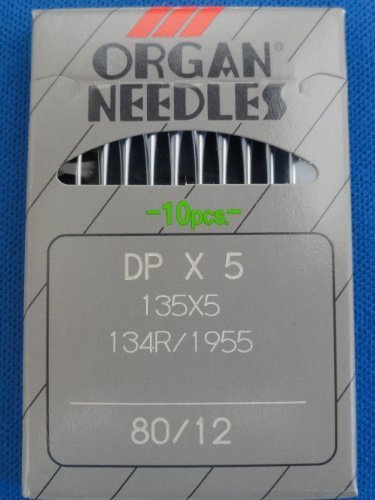 ORGAN®
NEEDLES
-10pcs.-
DP X 5
135X5
134R/1955
80/12